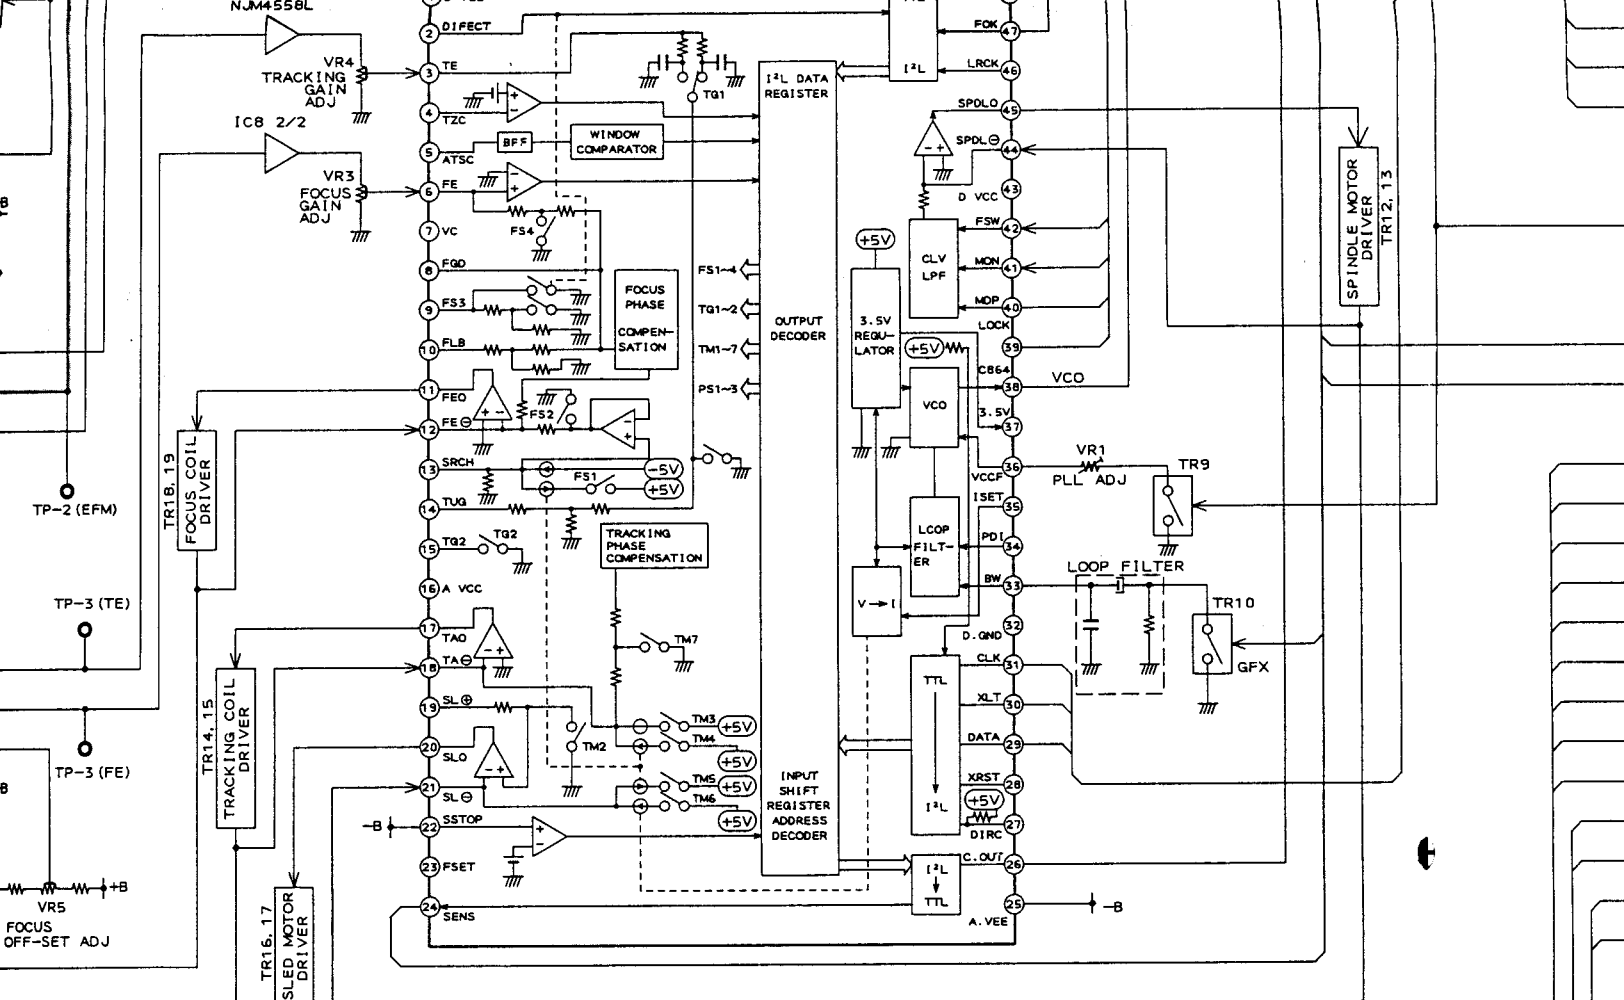 NJM4558L
VR4
TRACKING
GAIN
ADJ
IC8 2/2
VR3
FOCUS
GAIN
ADJ
2 DIFECT
3 TE
4 TZC
5 ATSC
6 FE
7 VC
8 FGD
9 FS3
10 FLB
11 FEO
12 FE⊖
13 SRCH
14 TUG
15 TG2
16 A VCC
17 TAO
18 TA⊖
19 SL⊕
20 SLO
21 SL⊖
22 SSTOP
23 FSET
24 SENS
TG1
BPF
WINDOW
COMPARATOR
FS4
FOCUS
PHASE
COMPEN-
SATION
FS2
FS1
-5V
+5V
TG2
TRACKING
PHASE
COMPENSATION
TM7
TM2
TM3 +5V
TM4
+5V
TM5 +5V
TM6
+5V
I²L DATA
REGISTER
FS1~4
TG1~2
TM1~7
PS1~3
OUTPUT
DECODER
INPUT
SHIFT
REGISTER
ADDRESS
DECODER
I²L
FOK 47
LRCK 46
SPDLO 45
SPDL⊖ 44
43
D VCC
FSW 42
MON 41
MDP 40
LOCK
39
C864
38 VCO
3.5V
37
36
VCCF
ISET
35
PDI 34
BW 33
32
D.GND
CLK 31
XLT 30
DATA 29
XRST
28
27
DIRC
C.OUT 26
25
A.VEE
-B
+5V
CLV
LPF
3.5V
REGU-
LATOR
+5V
VCO
LCOP
FILT-
ER
V→I
TTL
I²L
+5V
I²L
TTL
VR1
PLL ADJ
TR9
LOOP FILTER
TR10
GFX
SPINDLE MOTOR
DRIVER
TR12, 13
TP-2 (EFM)
TR18, 19
FOCUS COIL
DRIVER
TP-3 (TE)
TP-3 (FE)
TR14, 15
TRACKING COIL
DRIVER
-B
TR16, 17
SLED MOTOR
DRIVER
+B
VR5
FOCUS
OFF-SET ADJ